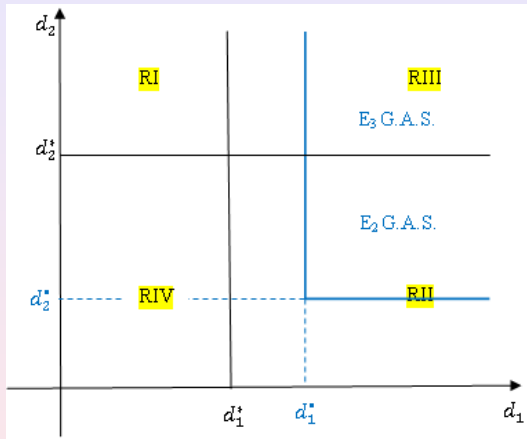 d₂
RI
RIII
E₃ G.A.S.
d₂*
E₂ G.A.S.
d₂•
RIV
RII
d₁*
d₁•
d₁